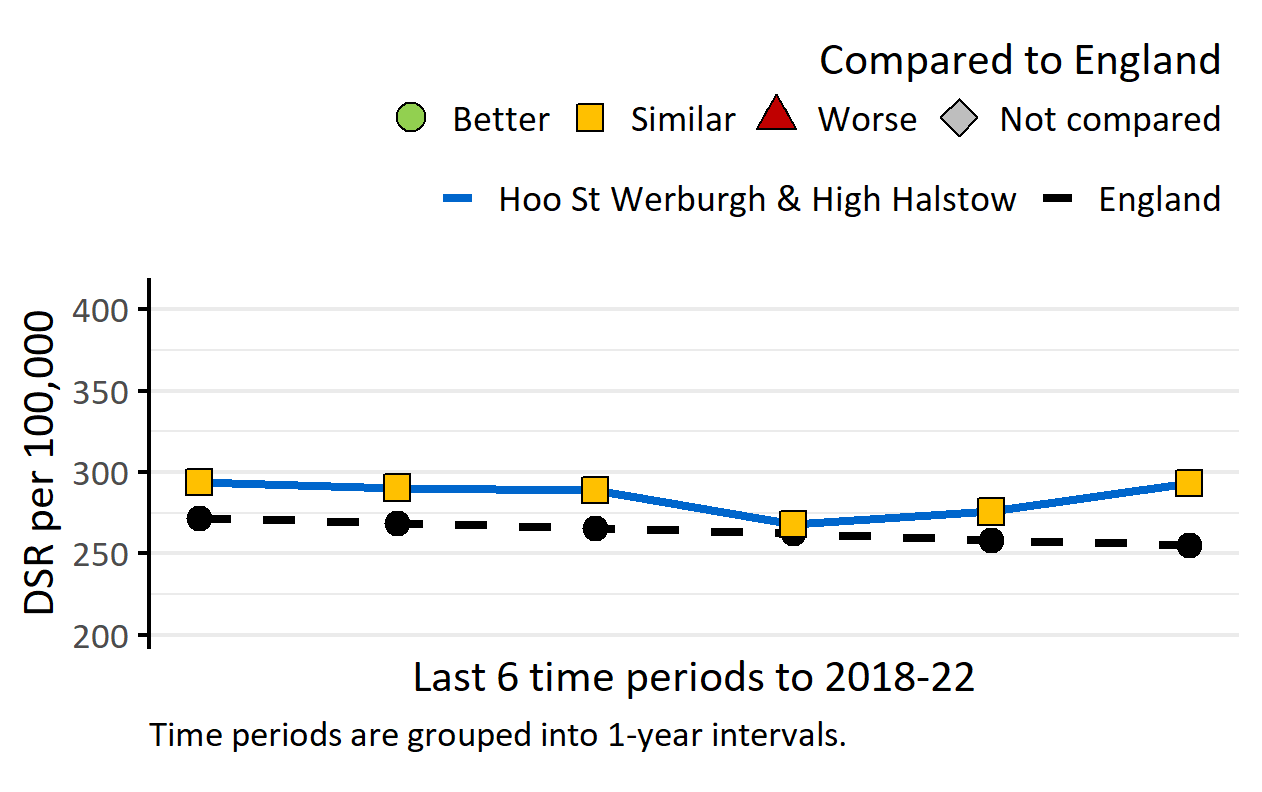 Compared to England
Better Similar Worse Not compared
Hoo St Werburgh & High Halstow England
DSR per 100,000
400
350
300
250
200
Last 6 time periods to 2018-22
Time periods are grouped into 1-year intervals.